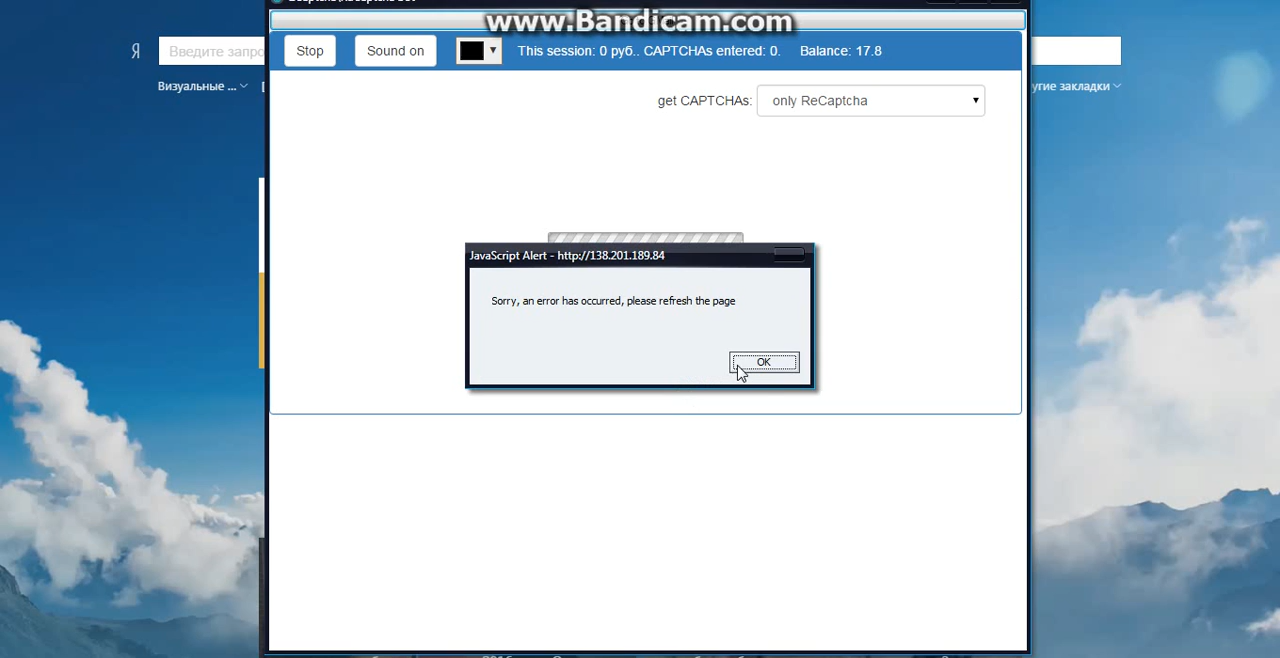 www.Bandicam.com
Я Введите запро
Stop Sound on This session: 0 руб.. CAPTCHAs entered: 0. Balance: 17.8
Визуальные ...
угие закладки
get CAPTCHAs: only ReCaptcha
JavaScript Alert - http://138.201.189.84
Sorry, an error has occurred, please refresh the page
OK